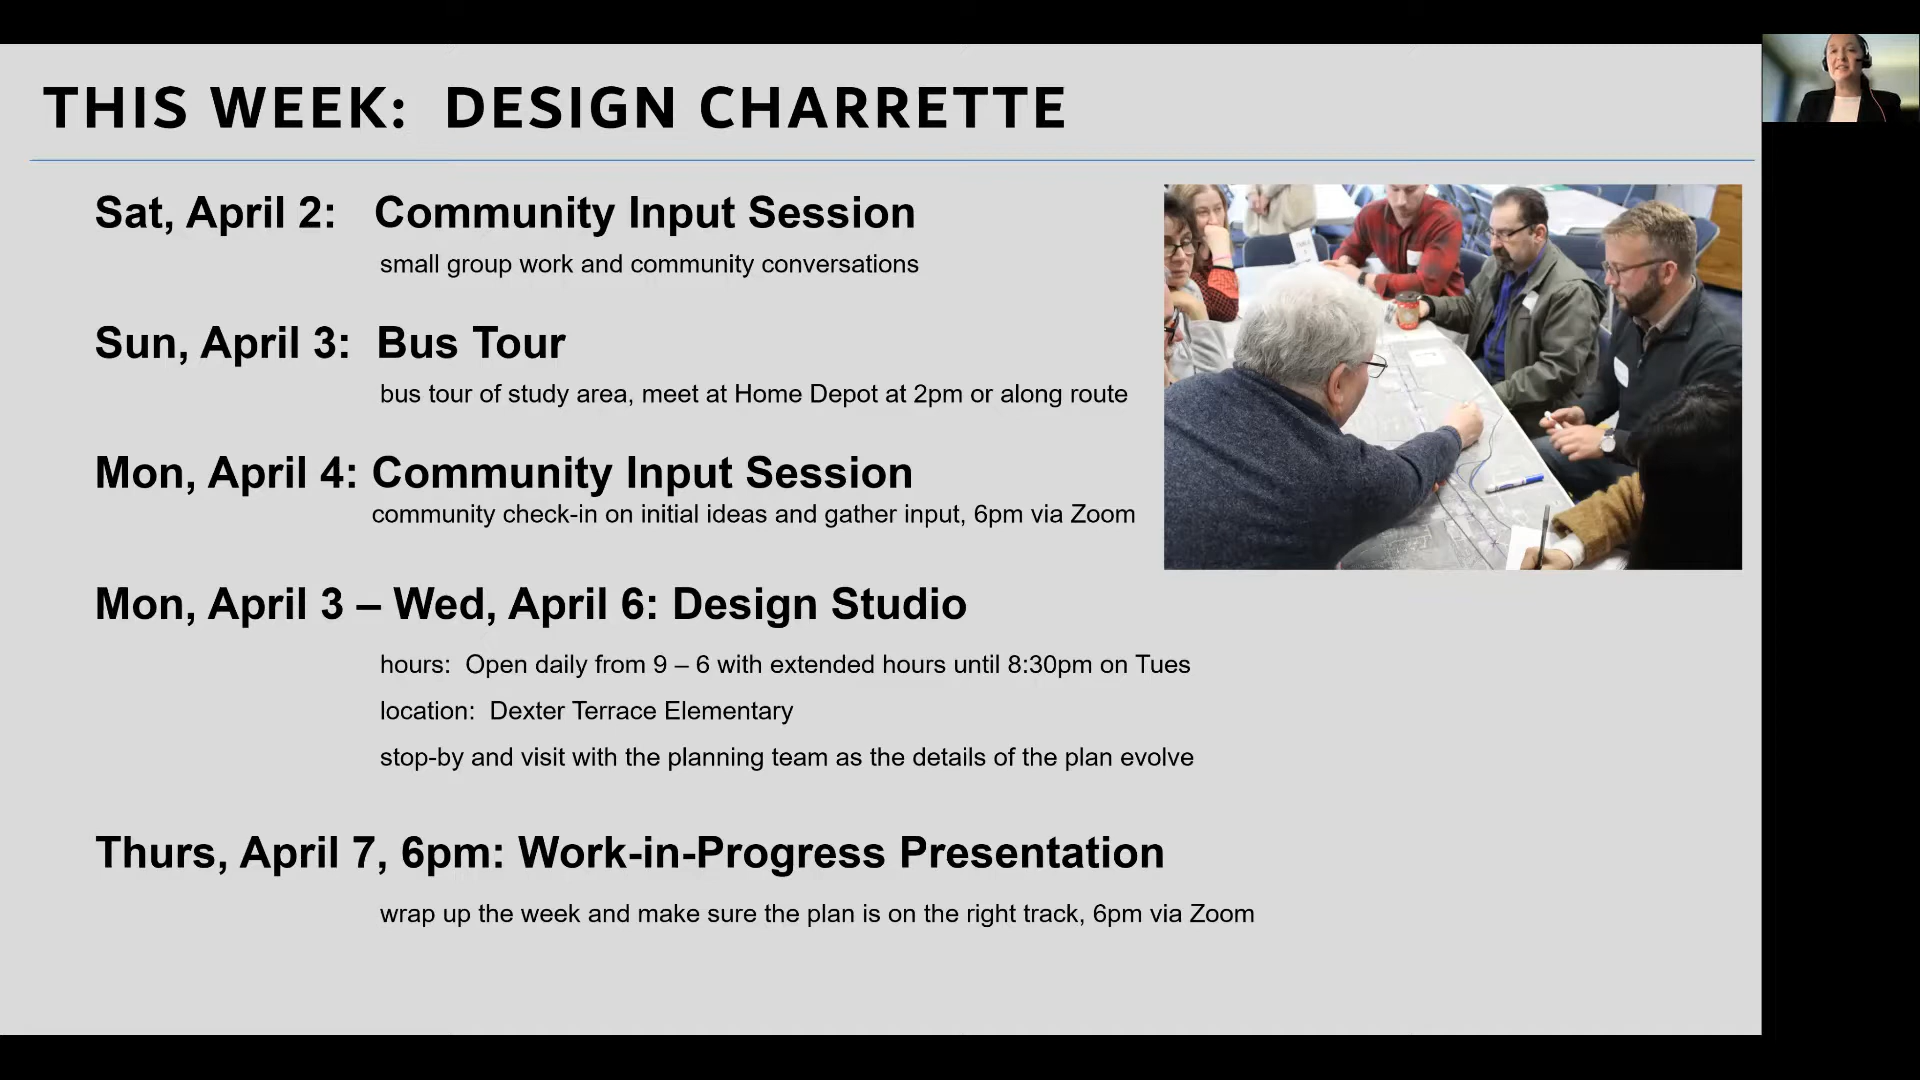 THIS WEEK: DESIGN CHARRETTE
Sat, April 2: Community Input Session
small group work and community conversations
Sun, April 3: Bus Tour
bus tour of study area, meet at Home Depot at 2pm or along route
Mon, April 4: Community Input Session
community check-in on initial ideas and gather input, 6pm via Zoom
Mon, April 3 – Wed, April 6: Design Studio
hours: Open daily from 9 – 6 with extended hours until 8:30pm on Tues
location: Dexter Terrace Elementary
stop-by and visit with the planning team as the details of the plan evolve
Thurs, April 7, 6pm: Work-in-Progress Presentation
wrap up the week and make sure the plan is on the right track, 6pm via Zoom